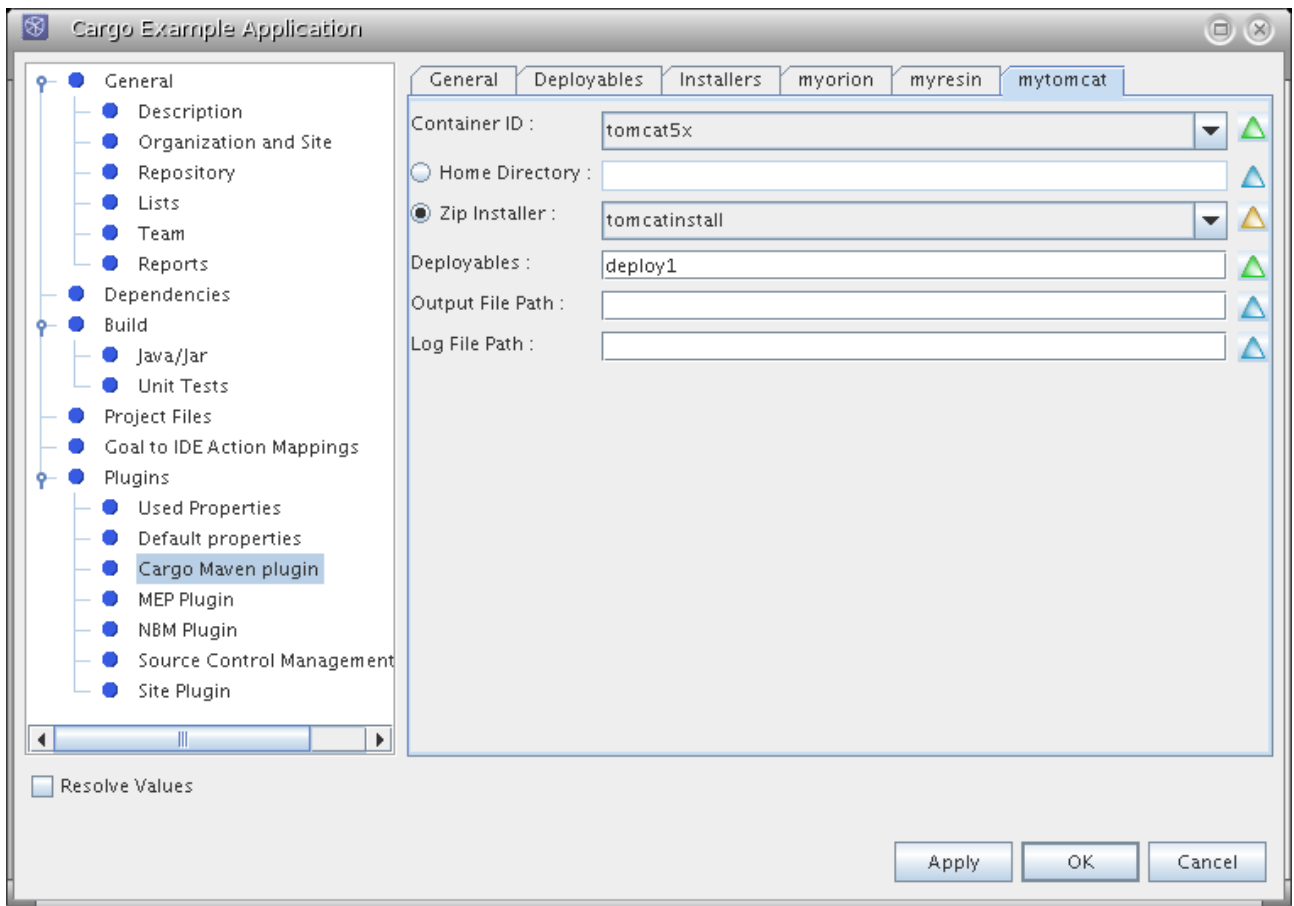 Cargo Example Application
General
Description
Organization and Site
Repository
Lists
Team
Reports
Dependencies
Build
Java/Jar
Unit Tests
Project Files
Goal to IDE Action Mappings
Plugins
Used Properties
Default properties
Cargo Maven plugin
MEP Plugin
NBM Plugin
Source Control Management
Site Plugin
General Deployables Installers myorion myresin mytomcat
Container ID : tomcat5x
Home Directory :
Zip Installer : tomcatinstall
Deployables : deploy1
Output File Path :
Log File Path :
Resolve Values
Apply OK Cancel